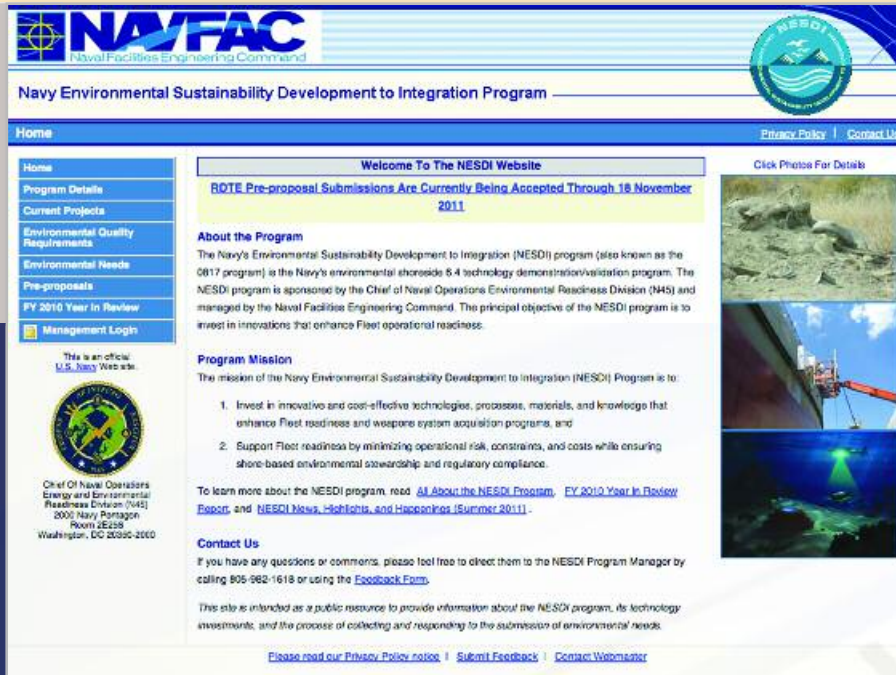 NAVFAC
Naval Facilities Engineering Command
NESDI
Navy Environmental Sustainability Development to Integration Program
Home
Privacy Policy | Contact Us
Home
Program Details
Current Projects
Environmental Quality
Requirements
Environmental Needs
Pre-proposals
FY 2010 Year In Review
Management Login
This is an official
U.S. Navy Web site.
Chief Of Naval Operations
Energy and Environmental
Readiness Division (N45)
2000 Navy Pentagon
Room 2E258
Washington, DC 20350-2000
Welcome To The NESDI Website
RDTE Pre-proposal Submissions Are Currently Being Accepted Through 18 November
2011
About the Program
The Navy's Environmental Sustainability Development to Integration (NESDI) program (also known as the
0817 program) is the Navy's environmental shoreside 6.4 technology demonstration/validation program. The
NESDI program is sponsored by the Chief of Naval Operations Environmental Readiness Division (N45) and
managed by the Naval Facilities Engineering Command. The principal objective of the NESDI program is to
invest in innovations that enhance Fleet operational readiness.
Program Mission
The mission of the Navy Environmental Sustainability Development to Integration (NESDI) Program is to:
1. Invest in innovative and cost-effective technologies, processes, materials, and knowledge that
enhance Fleet readiness and weapons system acquisition programs, and
2. Support Fleet readiness by minimizing operational risk, constraints, and costs while ensuring
shore-based environmental stewardship and regulatory compliance.
To learn more about the NESDI program, read All About the NESDI Program, FY 2010 Year In Review
Report, and NESDI News, Highlights, and Happenings (Summer 2011) .
Contact Us
If you have any questions or comments, please feel free to direct them to the NESDI Program Manager by
calling 805-982-1618 or using the Feedback Form.
This site is intended as a public resource to provide information about the NESDI program, its technology
investments, and the process of collecting and responding to the submission of environmental needs.
Click Photos For Details
Please read our Privacy Policy notice | Submit Feedback | Contact Webmaster